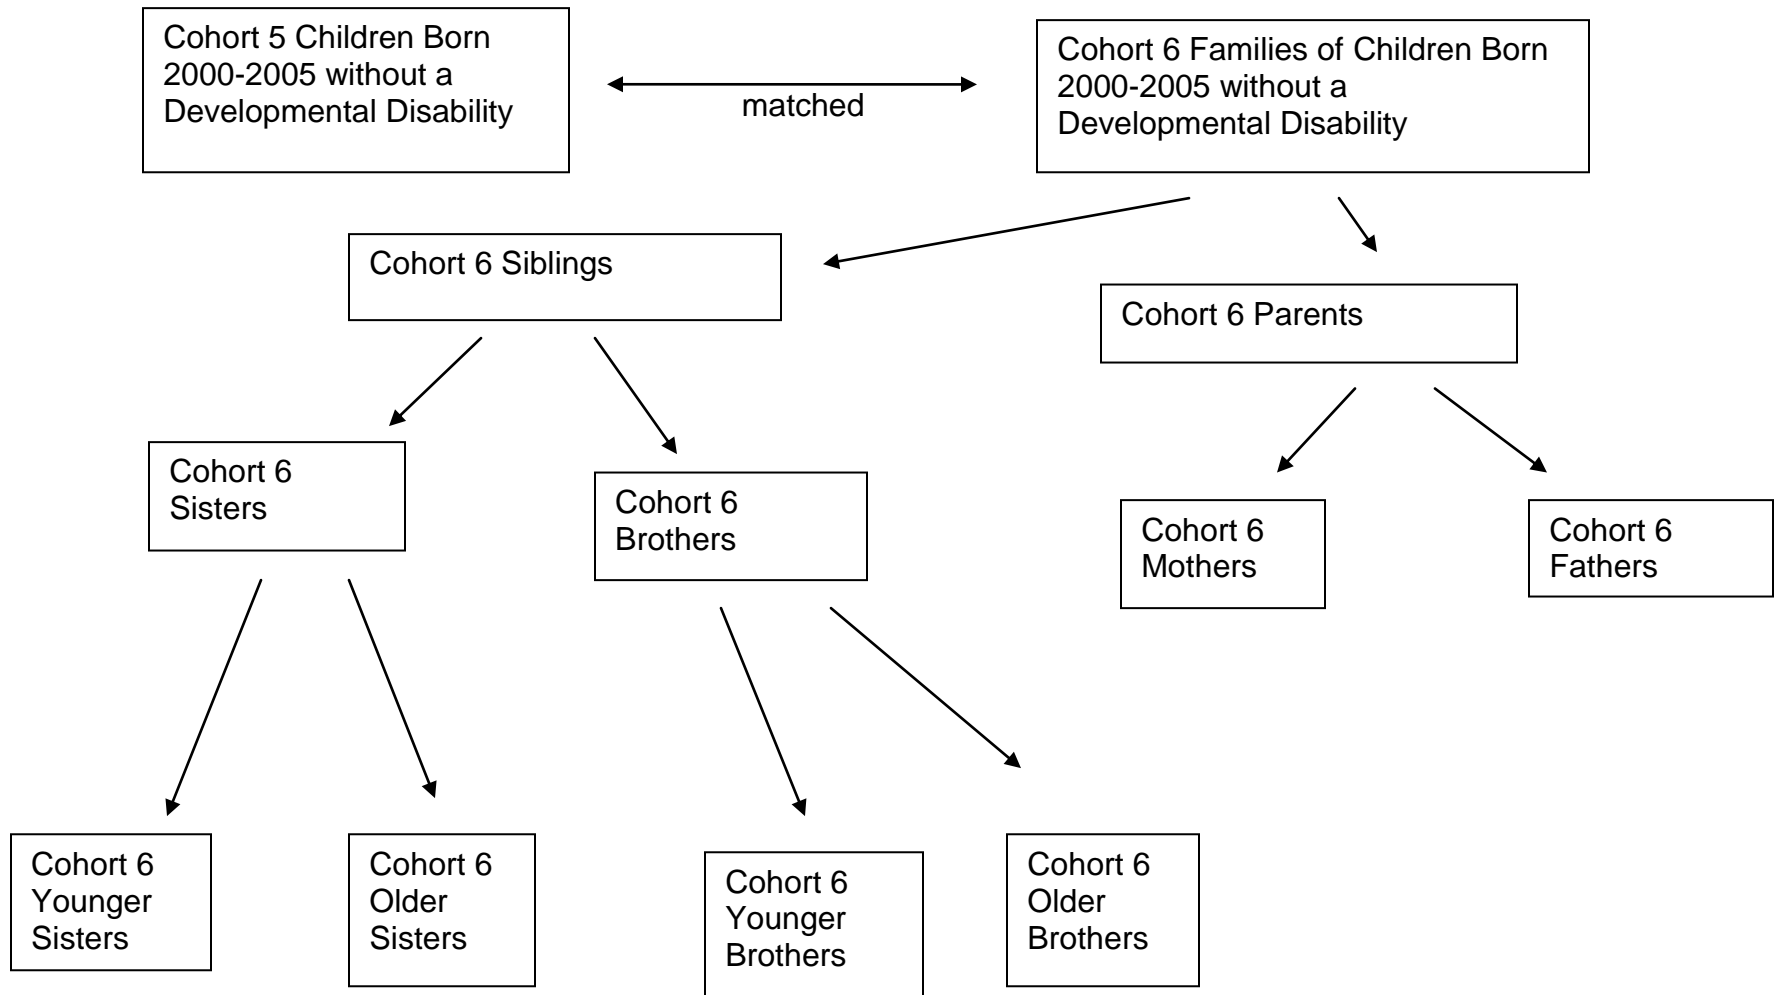 Cohort 5 Children Born
2000-2005 without a
Developmental Disability
matched
Cohort 6 Families of Children Born
2000-2005 without a
Developmental Disability
Cohort 6 Siblings
Cohort 6 Parents
Cohort 6
Sisters
Cohort 6
Brothers
Cohort 6
Mothers
Cohort 6
Fathers
Cohort 6
Younger
Sisters
Cohort 6
Older
Sisters
Cohort 6
Younger
Brothers
Cohort 6
Older
Brothers